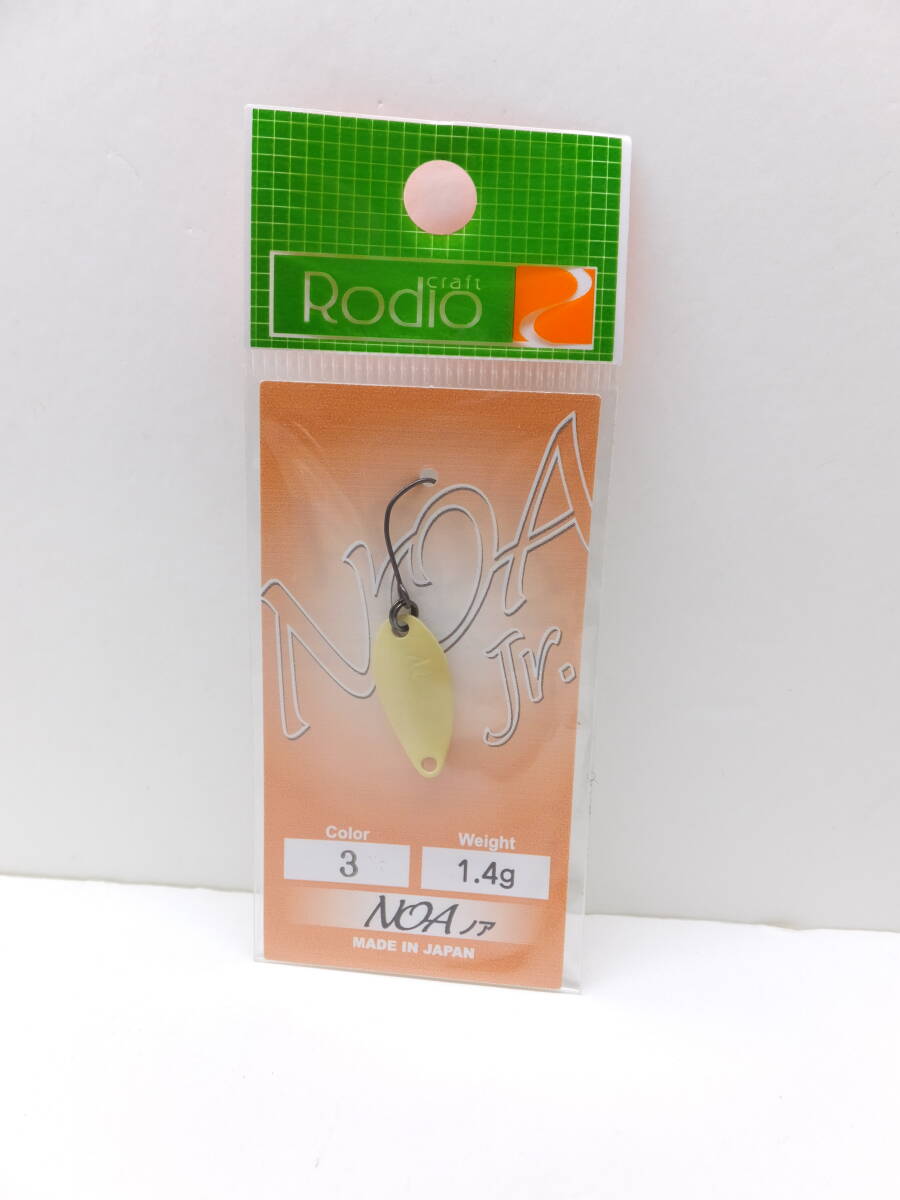 craft
Rodio
NOA
Jr.
Color
Weight
3
1.4g
NOA ノア
MADE IN JAPAN